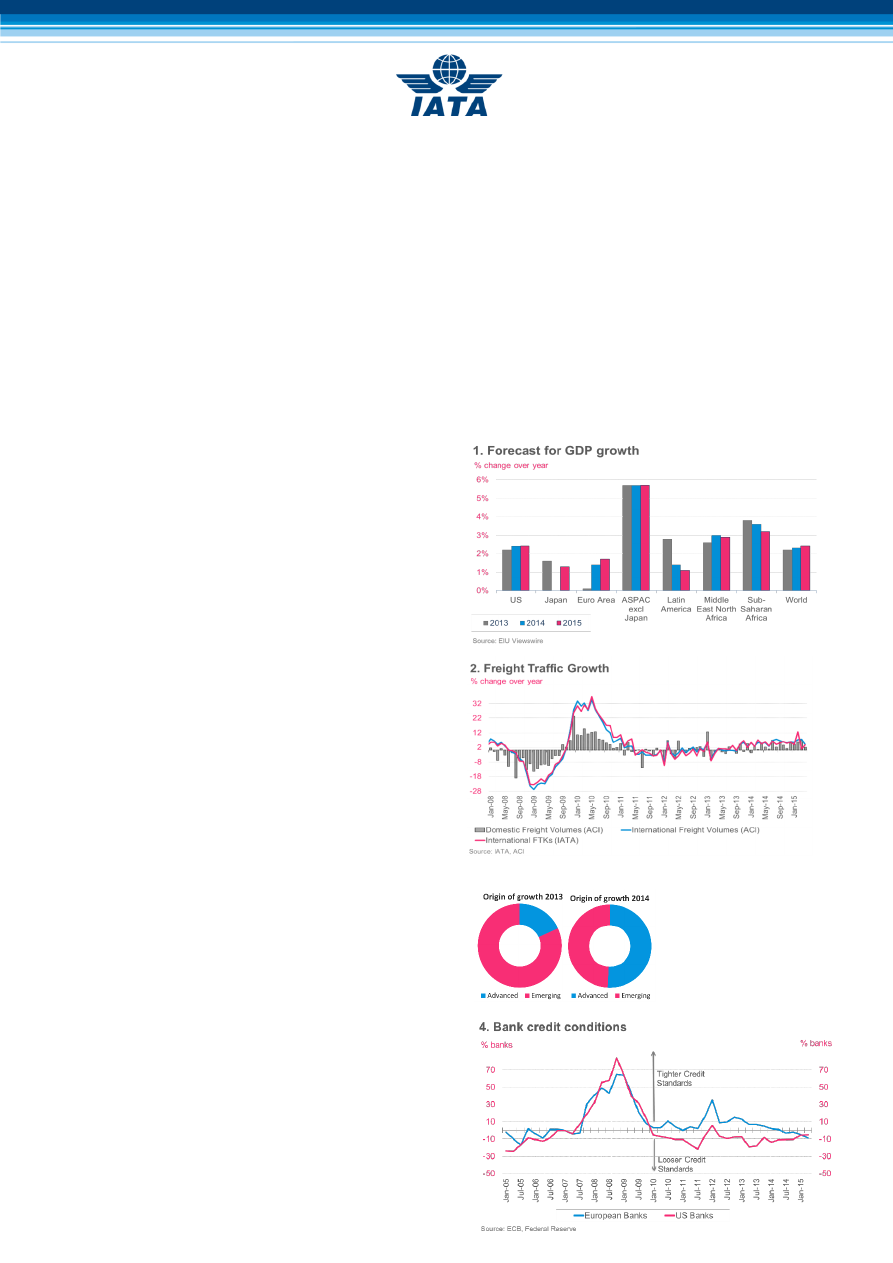 IATA
1. Forecast for GDP growth
% change over year
6%
5%
4%
3%
2%
1%
0%
US Japan Euro Area ASPAC Latin Middle Sub- World
excl America East North Saharan
Japan Africa Africa
2013 2014 2015
Source: EIU Viewswire
2. Freight Traffic Growth
% change over year
32
22
12
2
-8
-18
-28
Jan-08 May-08 Sep-08 Jan-09 May-09 Sep-09 Jan-10 May-10 Sep-10 Jan-11 May-11 Sep-11 Jan-12 May-12 Sep-12 Jan-13 May-13 Sep-13 Jan-14 May-14 Sep-14 Jan-15
Domestic Freight Volumes (ACI) International Freight Volumes (ACI)
International FTKs (IATA)
Source: IATA, ACI
Origin of growth 2013 Origin of growth 2014
Advanced Emerging Advanced Emerging
4. Bank credit conditions
% banks % banks
70 70
Tighter Credit
Standards
50 50
30 30
10 10
-10 -10
-30 -30
Looser Credit
Standards
-50 -50
Jan-05 Jul-05 Jan-06 Jul-06 Jan-07 Jul-07 Jan-08 Jul-08 Jan-09 Jul-09 Jan-10 Jul-10 Jan-11 Jul-11 Jan-12 Jul-12 Jan-13 Jul-13 Jan-14 Jul-14 Jan-15
European Banks US Banks
Source: ECB, Federal Reserve